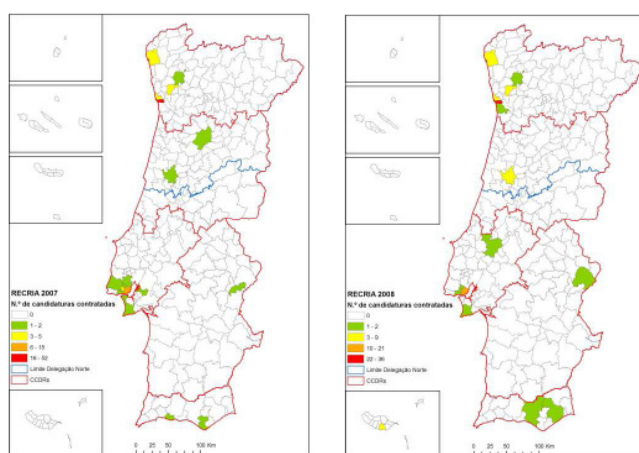 RECRIA 2007
N.º de candidaturas contratadas
0
1 - 2
3 - 5
6 - 15
16 - 52
Limite Delegação Norte
CCDRs
0 25 50 100 Km
RECRIA 2008
N.º de candidaturas contratadas
0
1 - 2
3 - 9
10 - 21
22 - 36
Limite Delegação Norte
CCDRs
0 25 50 100 Km